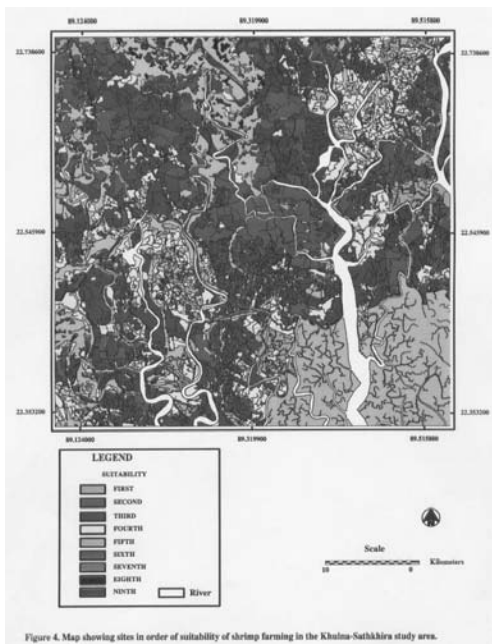 89.124000 89.319900 89.515800
22.738600 22.738600
22.545900 22.545900
22.353200 22.353200
89.124000 89.319900 89.515800
LEGEND
SUITABILITY
FIRST
SECOND
THIRD
FOURTH
FIFTH
SIXTH
SEVENTH
EIGHTH
NINTH River
Scale
Kilometers
10 0
Figure 4. Map showing sites in order of suitability of shrimp farming in the Khulna-Sathkhira study area.